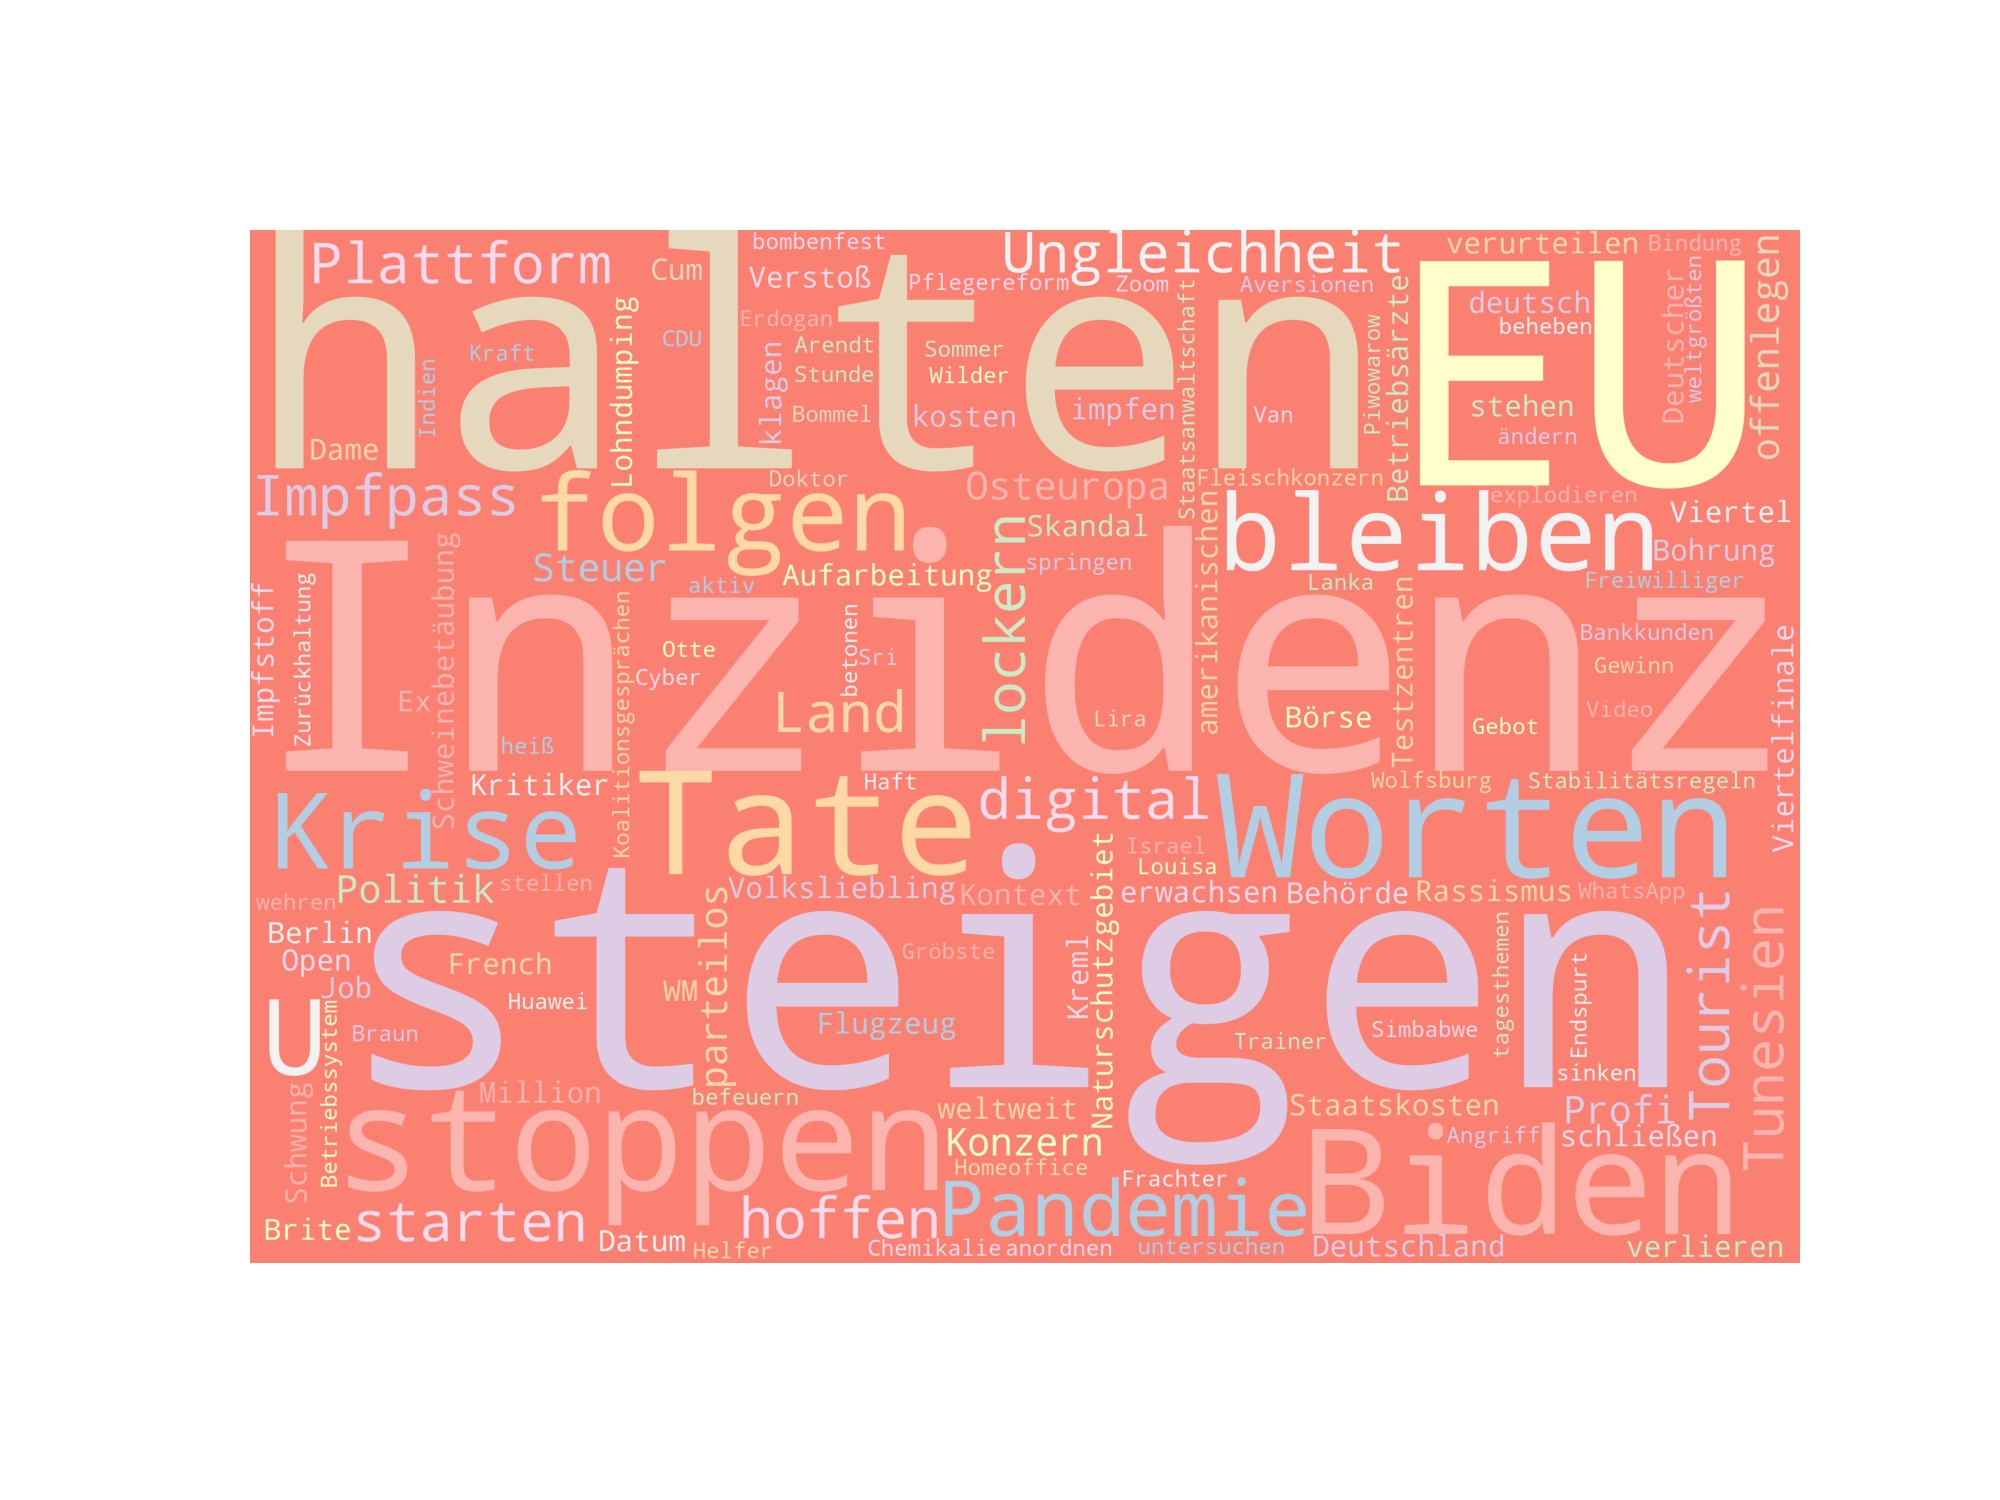 halten
EU
Inzidenz
steigen
Plattform
Cum
bombenfest
Verstoß
Pflegereform
Ungleichheit
Zoom
Aversionen
verurteilen
Bindung
deutsch
beheben
Deutscher
weltgrößten
offenlegen
Erdogan
CDU
Kraft
Indien
Lohndumping
klagen
Arendt
Stunde
Bommel
Sommer
Wilder
kosten
impfen
Staatsanwaltschaft
Van
Piwowarow
Betriebsärzte
stehen
ändern
Dame
Impfpass
folgen
Doktor
Osteuropa
Fleischkonzern
bleiben
explodieren
Viertel
Bohrung
Skandal
springen
lockern
Steuer
aktiv
Aufarbeitung
amerikanischen
Lanka
Freiwilliger
Testzentren
Bankkunden
Gewinn
Video
Viertelfinale
Impfstoff
Zurückhaltung
Schweinebetäubung
Ex
Koalitionsgesprächen
Otte
Cyber
betonen
Sri
Land
Lira
Börse
Gebot
heiß
Kritiker
Krise
Tate
Haft
digital
Worten
Wolfsburg
Stabilitätsregeln
Israel
Louisa
Politik
stellen
wehren
Volksliebling
Kontext
Naturschutzgebiet
erwachsen
Behörde
Rassismus
WhatsApp
Tourist
Tunesien
Berlin
Open
Job
French
Huawei
WM
parteilos
Gröbste
Flugzeug
Kreml
Trainer
Simbabwe
tagesthemen
Endspurt
sinken
U
Braun
Betriebssystem
Schwung
Million
stoppen
befeuern
weltweit
Konzern
Homeoffice
Staatskosten
Profi
schließen
Angriff
Biden
Frachter
Pandemie
hoffen
starten
Brite
Datum
Helfer
Chemikalie
anordnen
untersuchen
Deutschland
verlieren